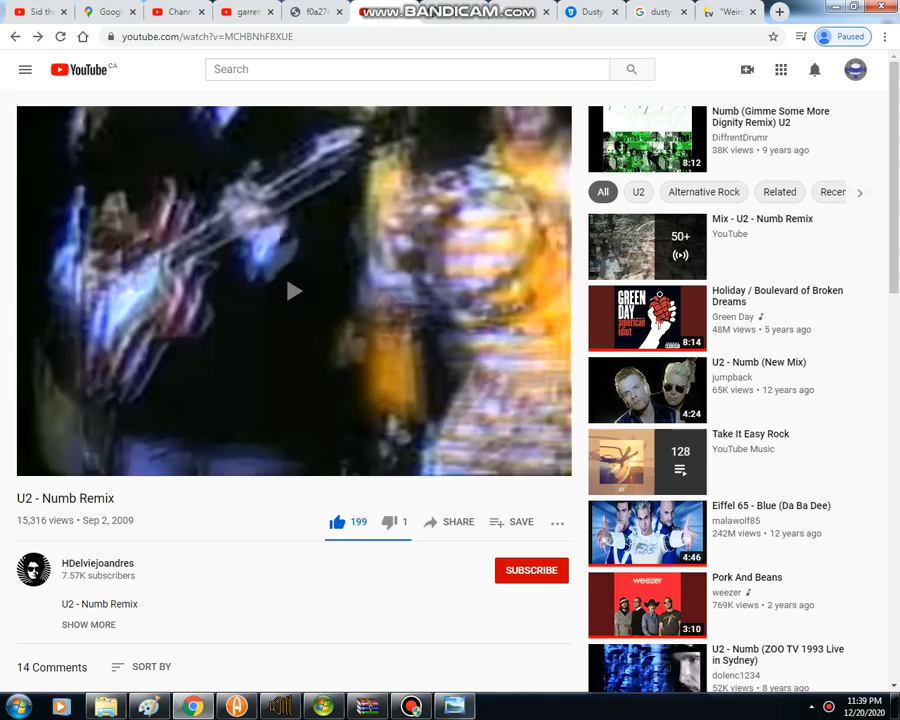 Sid the
Googl
Chann
garret
f0a27c
WWW.BANDICAM.COM
Dusty
dusty
"Weir
youtube.com/watch?v=MCHBNhFBXUE
Paused
YouTube CA
Search
Numb (Gimme Some More
Dignity Remix) U2
DiffrentDrumr
38K views • 9 years ago
8:12
All
U2
Alternative Rock
Related
Recer
Mix - U2 - Numb Remix
YouTube
50+
Holiday / Boulevard of Broken
Dreams
Green Day
48M views • 5 years ago
GREEN
DAY
american
idiot
8:14
U2 - Numb (New Mix)
jumpback
65K views • 12 years ago
4:24
Take It Easy Rock
YouTube Music
128
Eiffel 65 - Blue (Da Ba Dee)
malawolf85
242M views • 12 years ago
4:46
Pork And Beans
weezer
769K views • 2 years ago
weezer
3:10
U2 - Numb (ZOO TV 1993 Live
in Sydney)
dolenc1234
52K views • 8 years ago
U2 - Numb Remix
15,316 views • Sep 2, 2009
199
1
SHARE
SAVE
HDelviejoandres
7.57K subscribers
SUBSCRIBE
U2 - Numb Remix
SHOW MORE
14 Comments
SORT BY
11:39 PM
12/20/2020